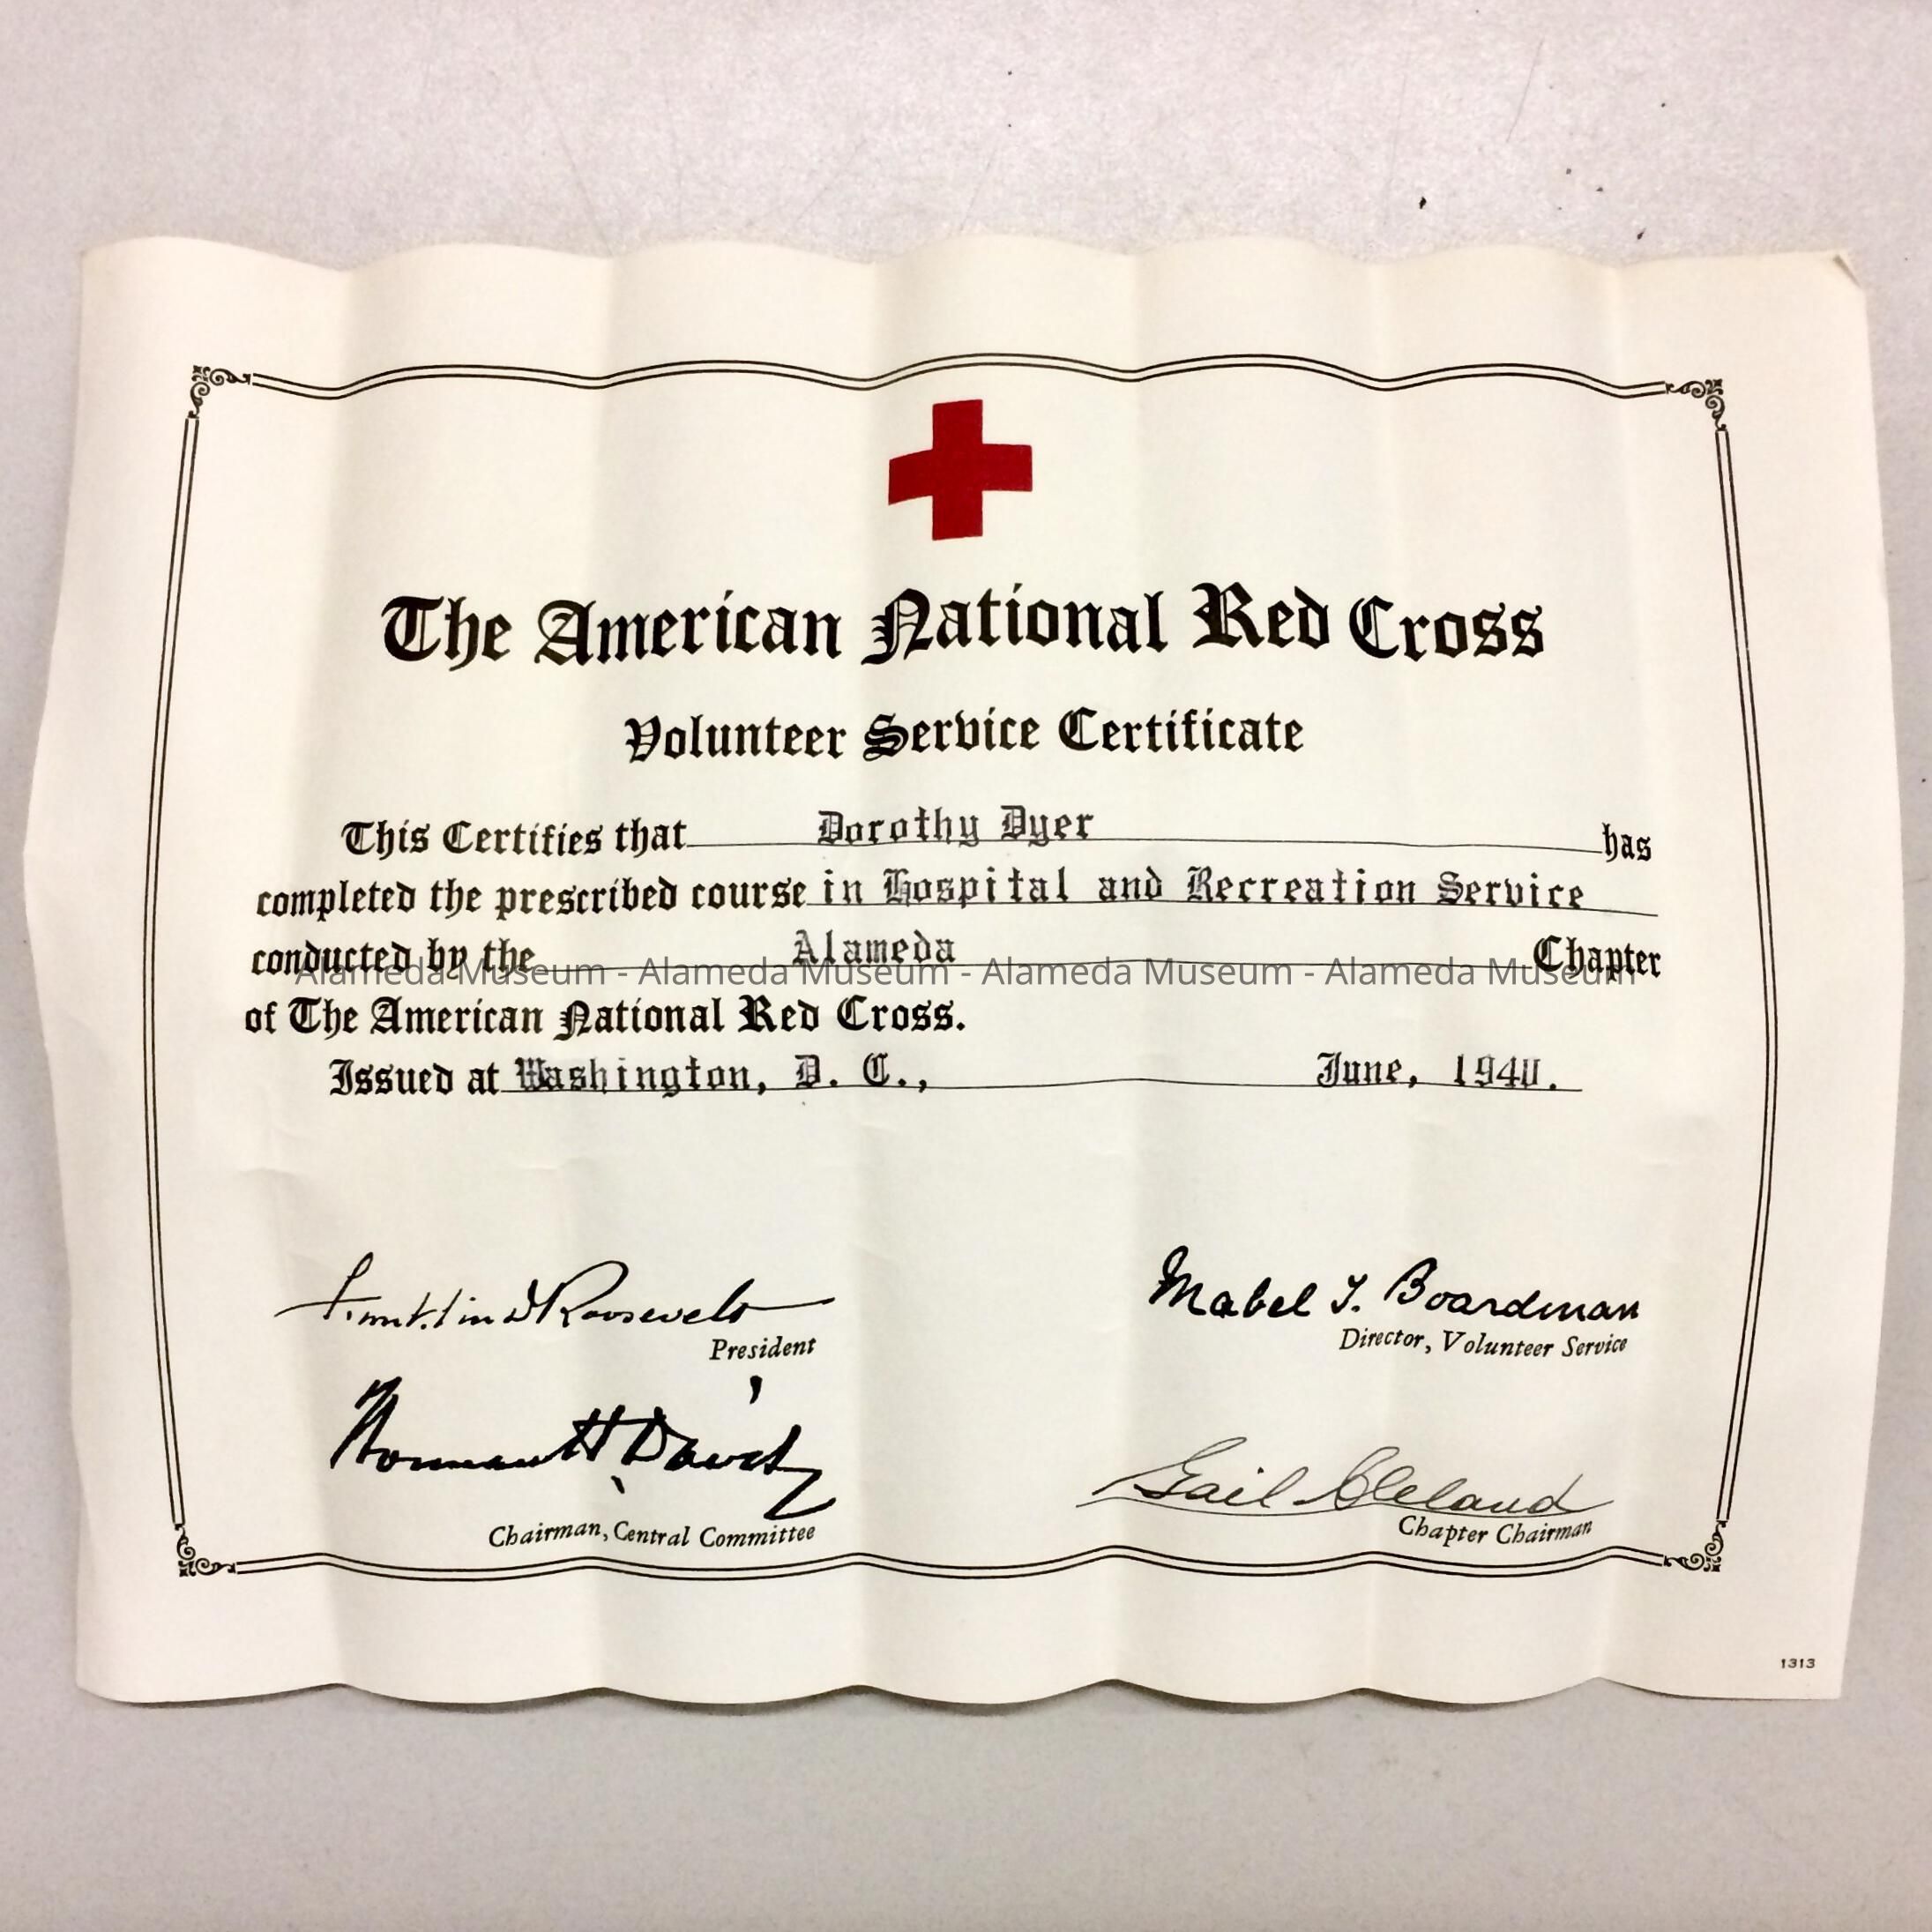 The American National Red Cross
Volunteer Service Certificate
This Certifies that Dorothy Dyer has
completed the prescribed course in Hospital and Recreation Service
conducted by the Alameda Chapter
Alameda Museum - Alameda Museum - Alameda Museum - Alameda Museum
of The American National Red Cross.
Issued at Washington, D. C., June, 1940.
Franklin D Roosevelt
President
Mabel T. Boardman
Director, Volunteer Service
Norman H. Davis
Chairman, Central Committee
Gail Cleland
Chapter Chairman
1313